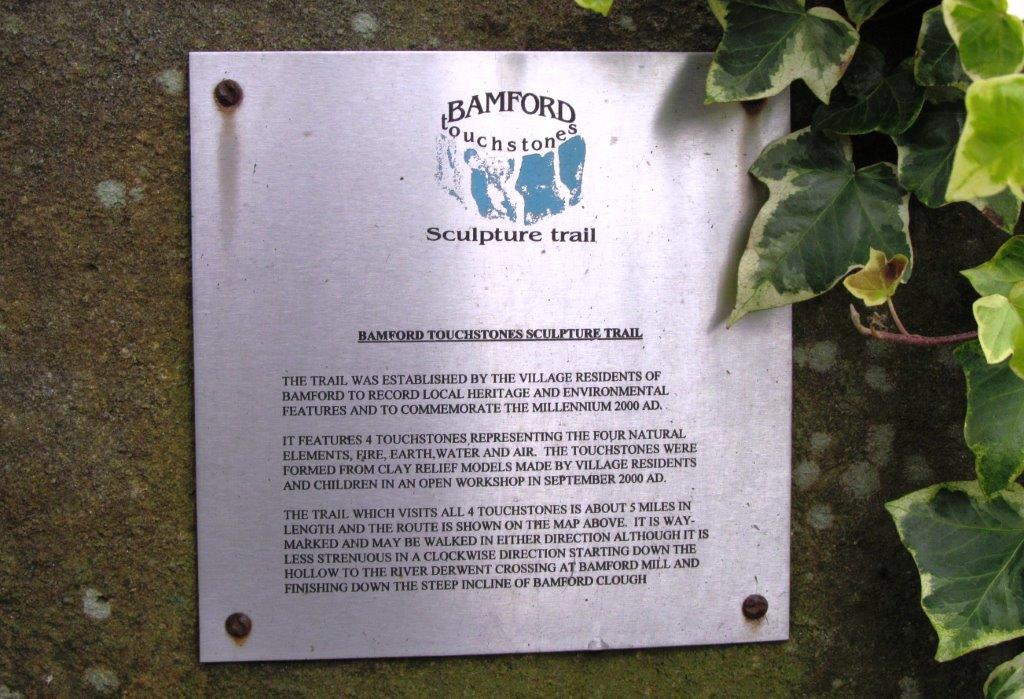 BAMFORD
touchstones
Sculpture trail
BAMFORD TOUCHSTONES SCULPTURE TRAIL
THE TRAIL WAS ESTABLISHED BY THE VILLAGE RESIDENTS OF
BAMFORD TO RECORD LOCAL HERITAGE AND ENVIRONMENTAL
FEATURES AND TO COMMEMORATE THE MILLENNIUM 2000 AD.
IT FEATURES 4 TOUCHSTONES REPRESENTING THE FOUR NATURAL
ELEMENTS, FIRE, EARTH,WATER AND AIR. THE TOUCHSTONES WERE
FORMED FROM CLAY RELIEF MODELS MADE BY VILLAGE RESIDENTS
AND CHILDREN IN AN OPEN WORKSHOP IN SEPTEMBER 2000 AD.
THE TRAIL WHICH VISITS ALL 4 TOUCHSTONES IS ABOUT 5 MILES IN
LENGTH AND THE ROUTE IS SHOWN ON THE MAP ABOVE. IT IS WAY-
MARKED AND MAY BE WALKED IN EITHER DIRECTION ALTHOUGH IT IS
LESS STRENUOUS IN A CLOCKWISE DIRECTION STARTING DOWN THE
HOLLOW TO THE RIVER DERWENT CROSSING AT BAMFORD MILL AND
FINISHING DOWN THE STEEP INCLINE OF BAMFORD CLOUGH